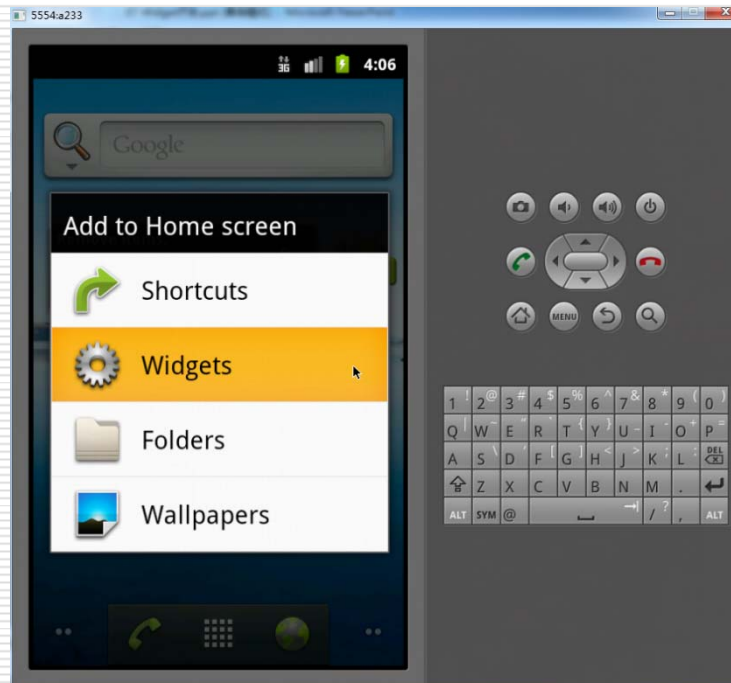 5554:a233
3G 4:06
Google
Add to Home screen
Shortcuts
Widgets
Folders
Wallpapers
MENU
1 ! 2 @ 3 # 4 $ 5 % 6 ^ 7 & 8 * 9 ( 0 )
Q | W ~ E " R ` T { Y } U _ I - O + P =
A S \ D ' F [ G ] H < J > K ; L : DEL
Z X C V B N M .
ALT SYM @ / ? , ALT